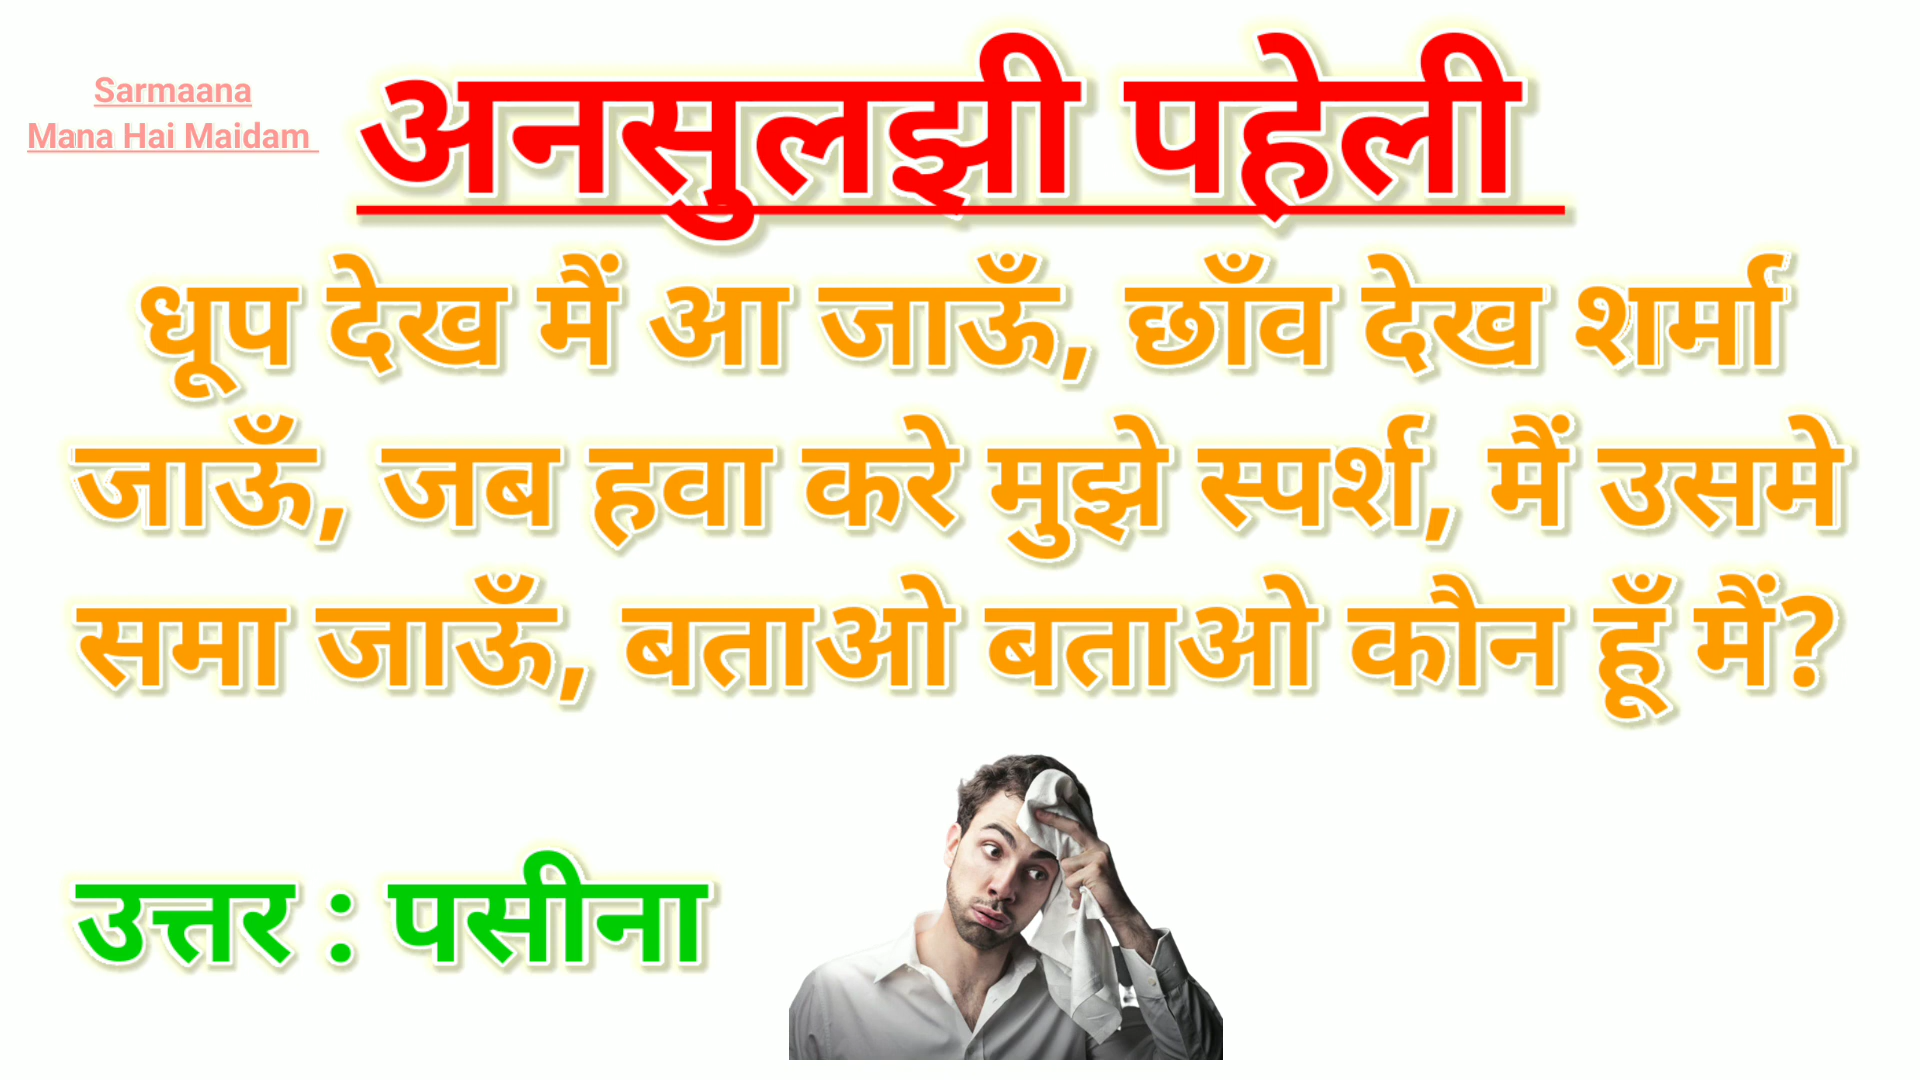 Sarmaana
Mana Hai Maidam
अनसुलझी पहेली
धूप देख मैं आ जाऊँ, छाँव देख शर्मा
जाऊँ, जब हवा करे मुझे स्पर्श, मैं उसमे
समा जाऊँ, बताओ बताओ कौन हूँ मैं?
उत्तर : पसीना